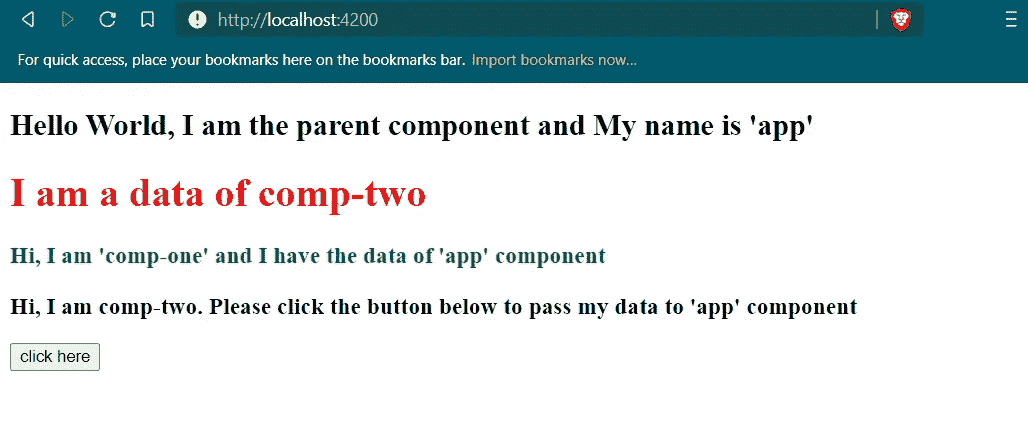 http://localhost:4200
For quick access, place your bookmarks here on the bookmarks bar. Import bookmarks now...
Hello World, I am the parent component and My name is 'app'
I am a data of comp-two
Hi, I am 'comp-one' and I have the data of 'app' component
Hi, I am comp-two. Please click the button below to pass my data to 'app' component
click here